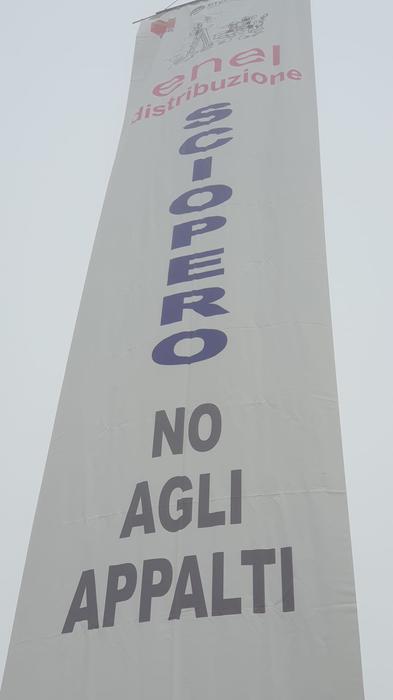 enel
distribuzione
SCIOPERO
NO
AGLI
APPALTI